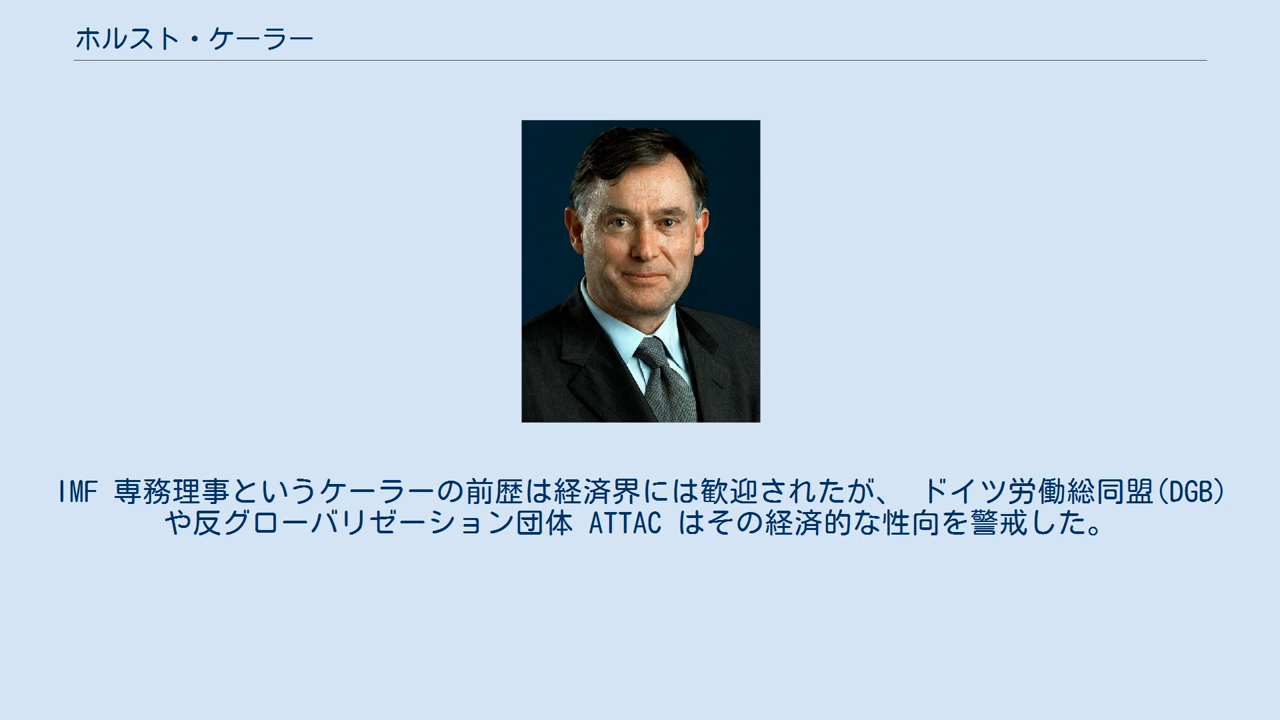 ホルスト・ケーラー
IMF 専務理事というケーラーの前歴は経済界には歓迎されたが、 ドイツ労働総同盟(DGB)
や反グローバリゼーション団体 ATTAC はその経済的な性向を警戒した。